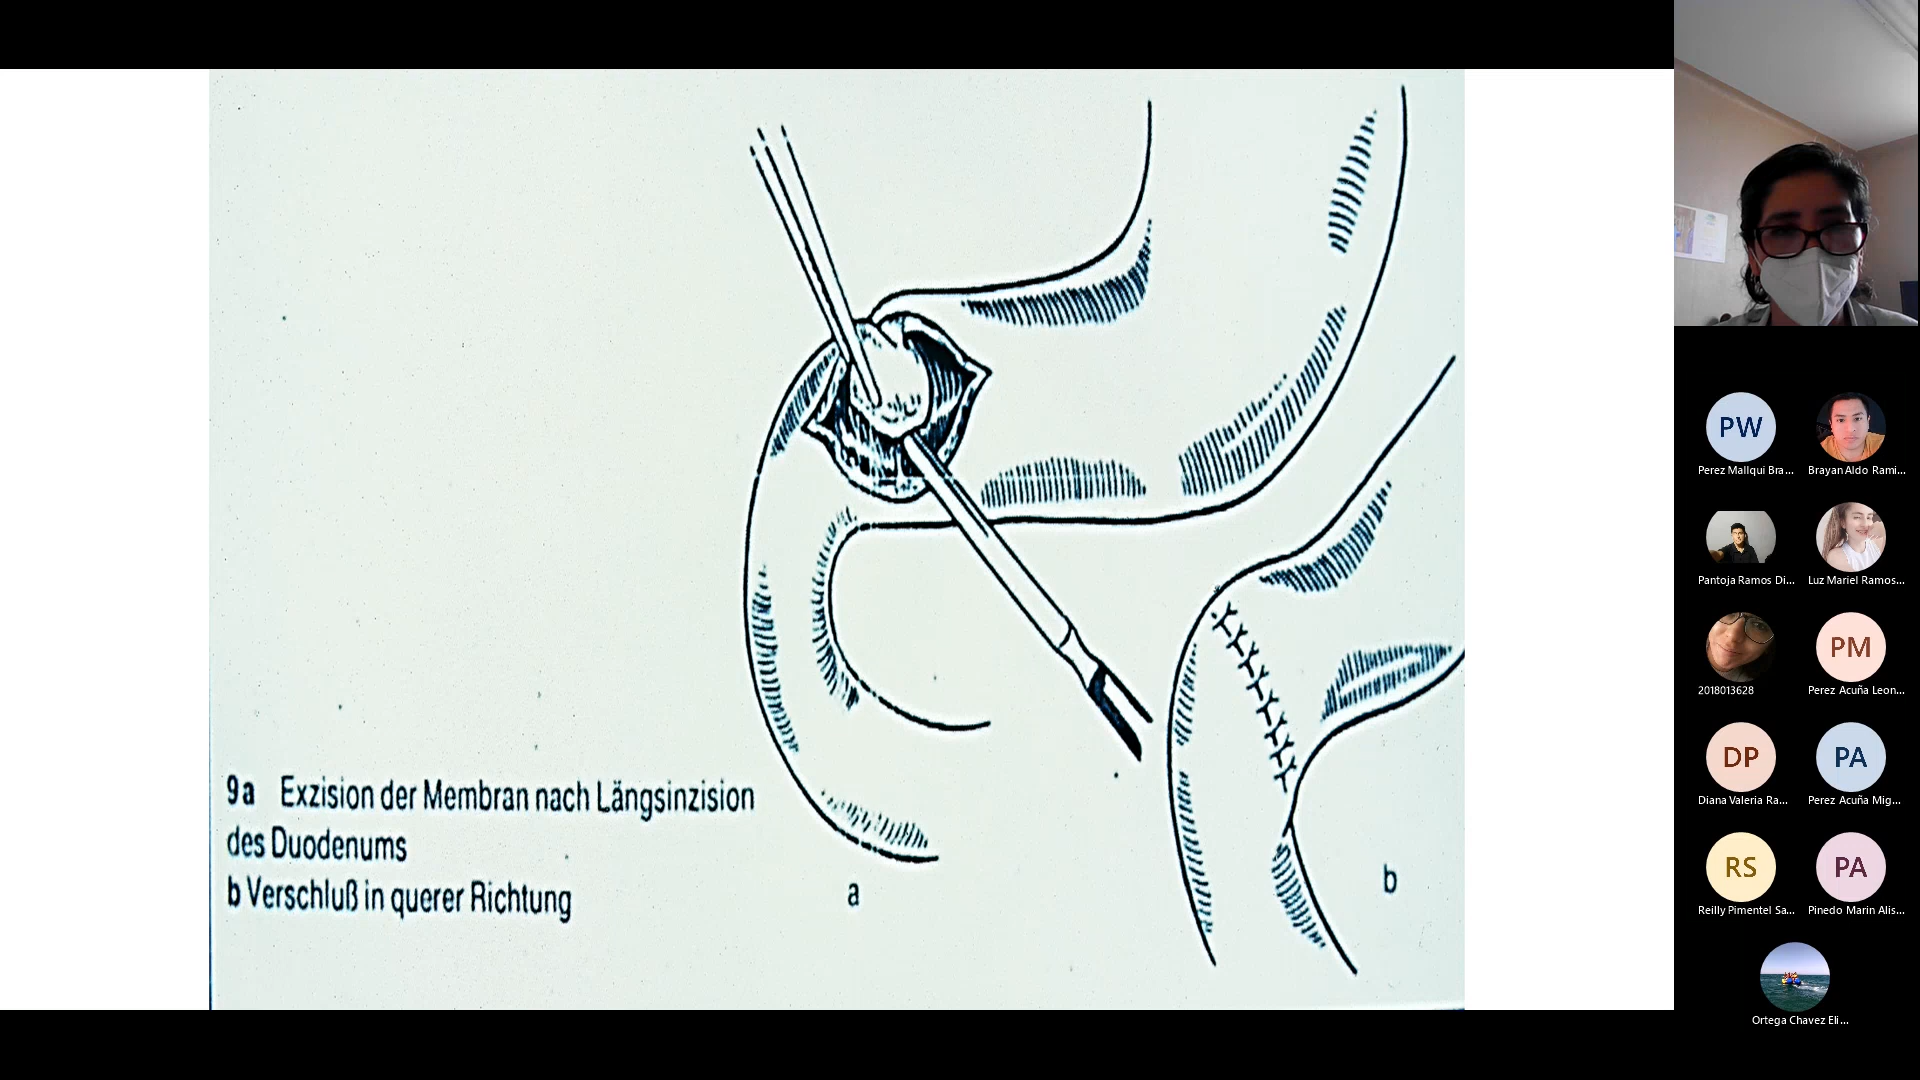 9a Exzision der Membran nach Längsinzision
des Duodenums
b Verschluß in querer Richtung
a
b
PW
Perez Mallqui Bra...
Brayan Aldo Rami...
Pantoja Ramos Di...
Luz Mariel Ramos...
2018013628
PM
Perez Acuña Leon...
DP
Diana Valeria Ra...
PA
Perez Acuña Mig...
RS
Reilly Pimentel Sa...
PA
Pinedo Marin Alis...
Ortega Chavez Eli...